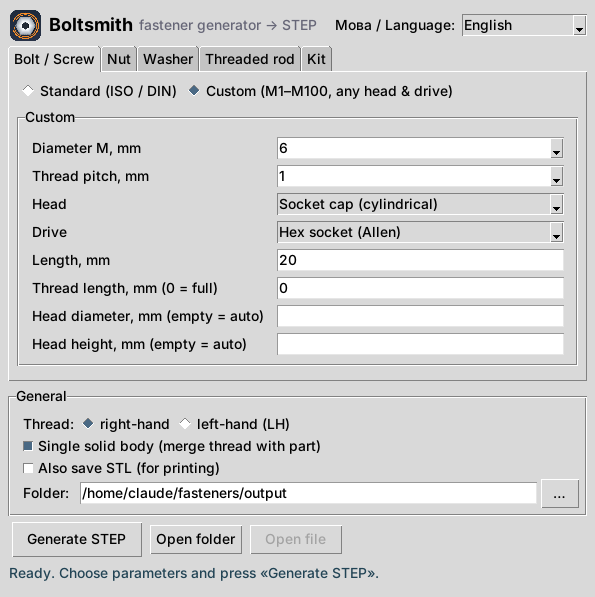 Boltsmith fastener generator → STEP Мова / Language: English
Bolt / Screw Nut Washer Threaded rod Kit
Standard (ISO / DIN) Custom (M1–M100, any head & drive)
Custom
Diameter M, mm 6
Thread pitch, mm 1
Head Socket cap (cylindrical)
Drive Hex socket (Allen)
Length, mm 20
Thread length, mm (0 = full) 0
Head diameter, mm (empty = auto)
Head height, mm (empty = auto)
General
Thread: right-hand left-hand (LH)
Single solid body (merge thread with part)
Also save STL (for printing)
Folder: /home/claude/fasteners/output ...
Generate STEP Open folder Open file
Ready. Choose parameters and press «Generate STEP».